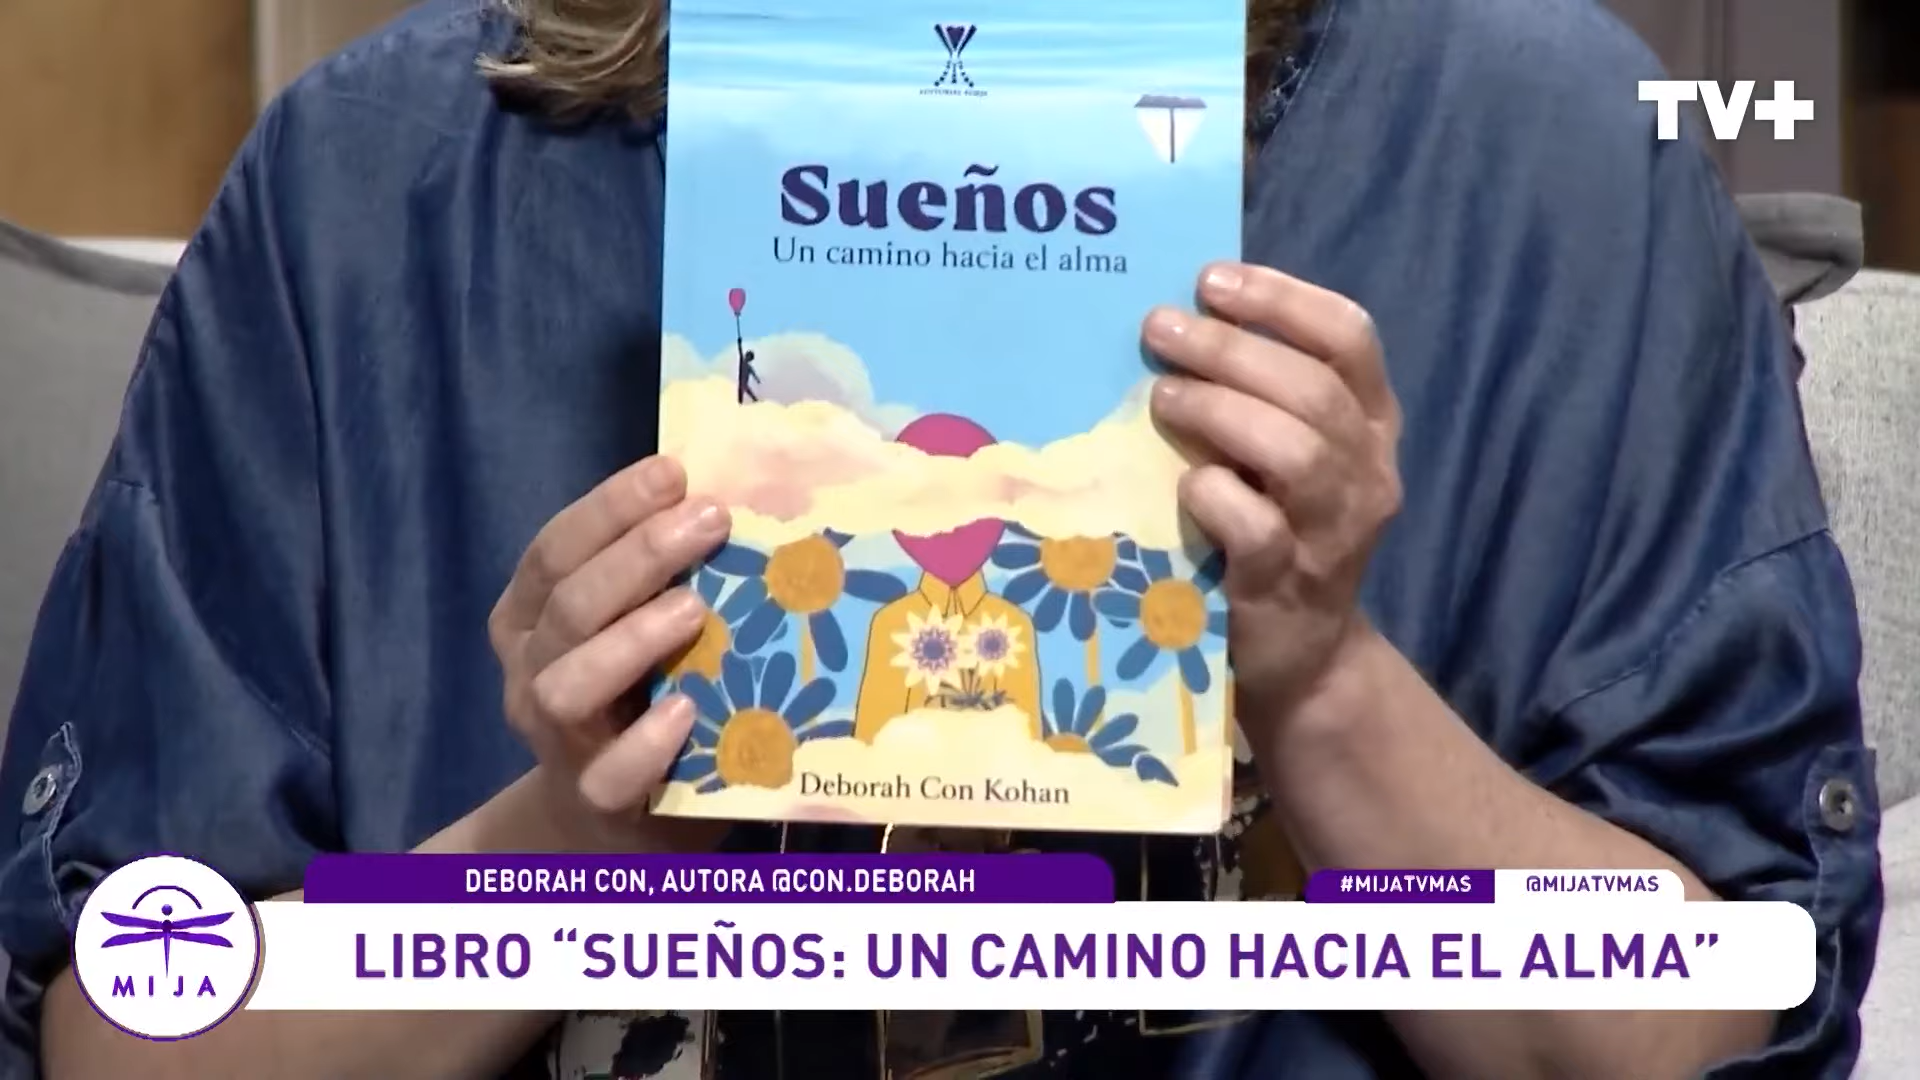 TV+
Sueños
Un camino hacia el alma
Deborah Con Kohan
DEBORAH CON, AUTORA @CON.DEBORAH
#MIJATVMAS
@MIJATVMAS
MIJA
LIBRO “SUEÑOS: UN CAMINO HACIA EL ALMA”